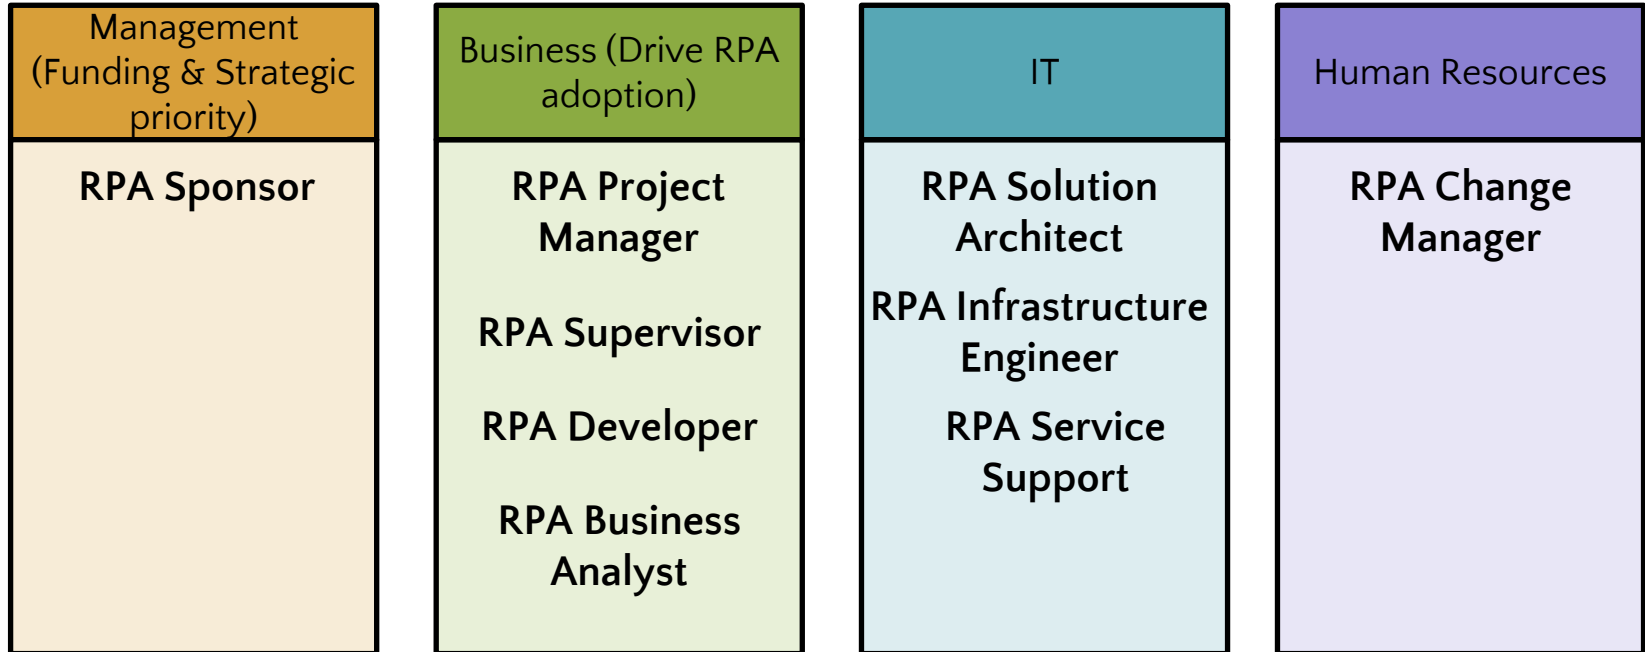 Management
(Funding & Strategic
priority)
RPA Sponsor
Business (Drive RPA
adoption)
RPA Project
Manager
RPA Supervisor
RPA Developer
RPA Business
Analyst
IT
RPA Solution
Architect
RPA Infrastructure
Engineer
RPA Service
Support
Human Resources
RPA Change
Manager